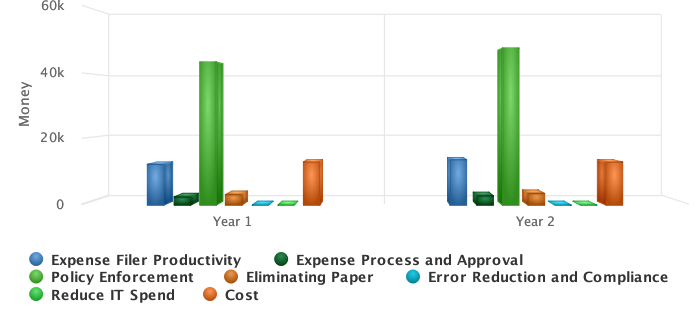 60k
40k
20k
0
Money
Year 1
Year 2
Expense Filer Productivity
Expense Process and Approval
Policy Enforcement
Eliminating Paper
Error Reduction and Compliance
Reduce IT Spend
Cost